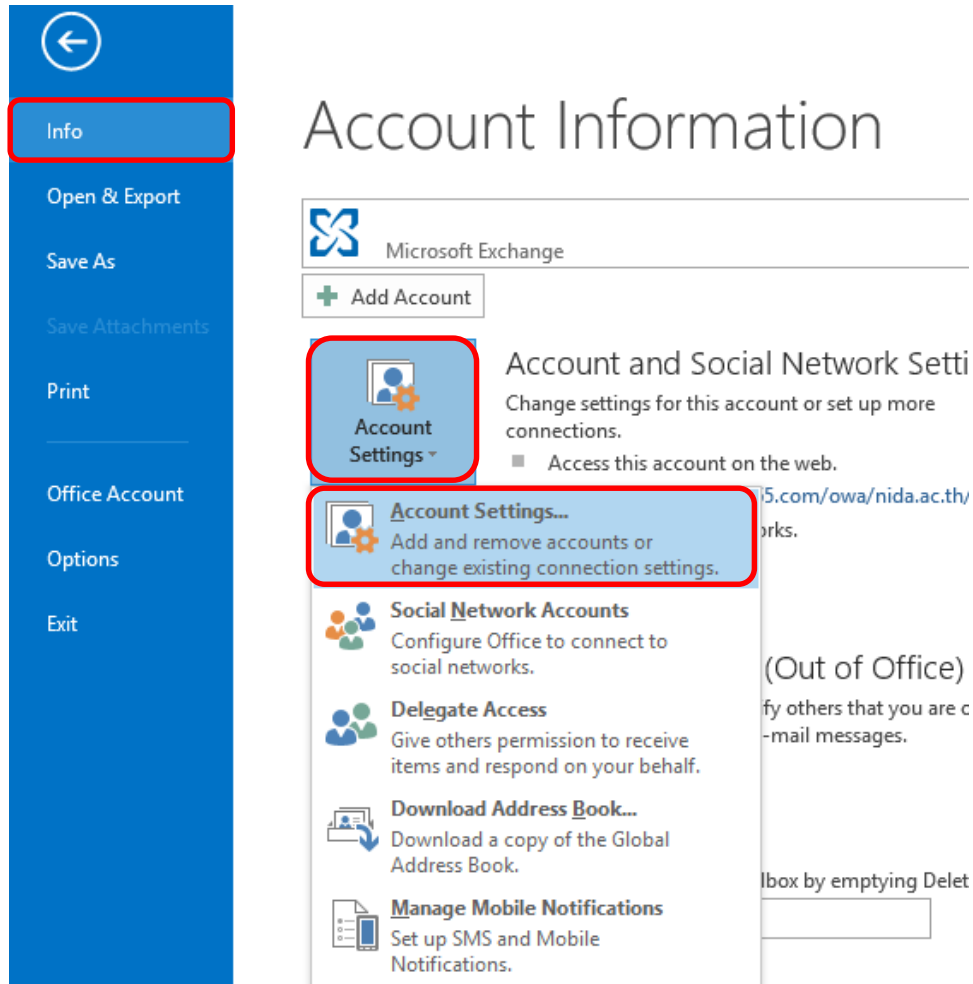 Info
Open & Export
Save As
Save Attachments
Print
Office Account
Options
Exit
Account Information
Microsoft Exchange
Add Account
Account
Settings
Account and Social Network Setti
Change settings for this account or set up more
connections.
Access this account on the web.
5.com/owa/nida.ac.th/
orks.
Account Settings...
Add and remove accounts or
change existing connection settings.
Social Network Accounts
Configure Office to connect to
social networks.
Delegate Access
Give others permission to receive
items and respond on your behalf.
Download Address Book...
Download a copy of the Global
Address Book.
Manage Mobile Notifications
Set up SMS and Mobile
Notifications.
(Out of Office)
fy others that you are
-mail messages.
lbox by emptying Delet